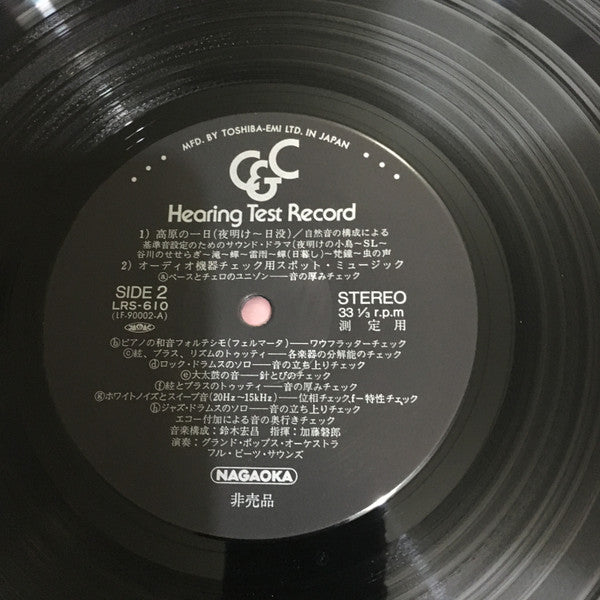 MFD. BY TOSHIBA-EMI LTD. IN JAPAN
G&C
Hearing Test Record
1) 高原の一日(夜明け〜日没)/自然音の構成による
基準音設定のためのサウンド・ドラマ(夜明けの小鳥〜SL〜
谷川のせせらぎ〜滝〜蝉〜雷雨〜蝉(日暮し)〜梵鐘〜虫の声
2) オーディオ機器チェック用スポット・ミュージック
ⓐベースとチェロのユニゾン——音の厚みチェック
SIDE 2
LRS-610
(LF-90002-A)
STEREO
33 1/3 r.p.m
測定用
ⓑピアノの和音フォルテシモ(フェルマータ)——ワウフラッターチェック
ⓒ絃、ブラス、リズムのトゥッティ——各楽器の分解能のチェック
ⓓロック・ドラムスのソロ——音の立ち上りチェック
ⓔ大太鼓の音——針とびのチェック
ⓕ絃とブラスのトゥッティ——音の厚みチェック
ⓖホワイトノイズとスイープ音(20Hz〜15kHz)——位相チェック,f−特性チェック
ⓗジャズ・ドラムスのソロ——音の立ち上りチェック
エコー付加による音の奥行きチェック
音楽構成:鈴木宏昌 指揮:加藤磐郎
演奏:グランド・ポップス・オーケストラ
フル・ビーツ・サウンズ
NAGAOKA
非売品